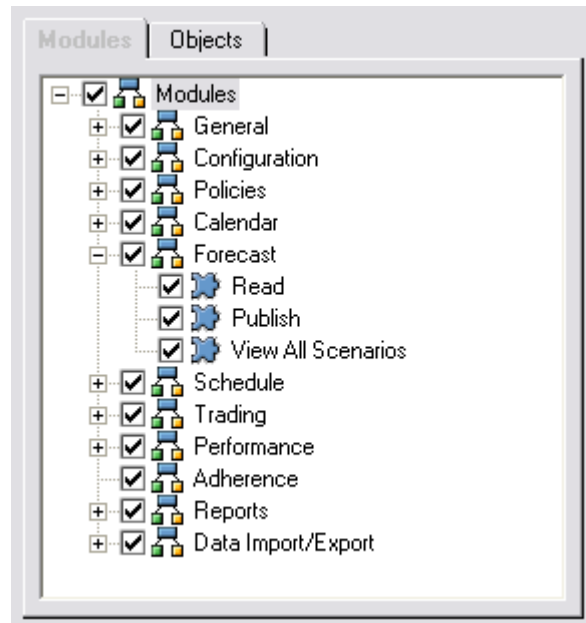 Modules Objects
Modules
General
Configuration
Policies
Calendar
Forecast
Read
Publish
View All Scenarios
Schedule
Trading
Performance
Adherence
Reports
Data Import/Export